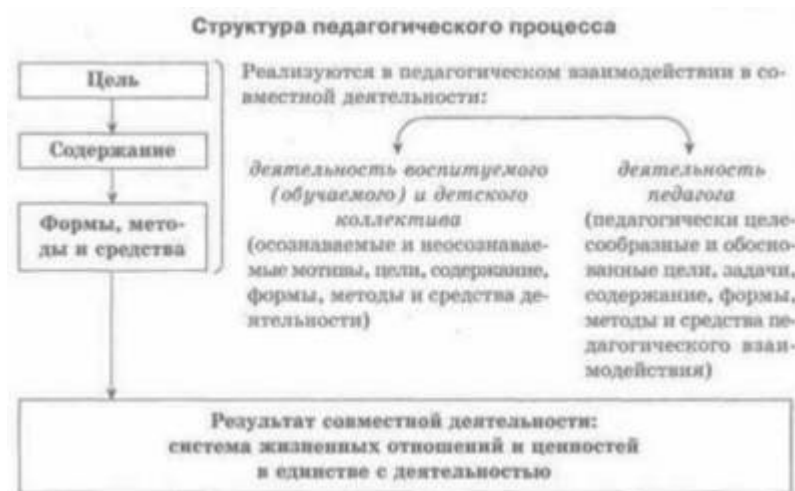 Структура педагогического процесса
Цель
Содержание
Формы, мето-
ды и средства
Реализуются в педагогическом взаимодействии в со-
вместной деятельности:
деятельность воспитуемого
(обучаемого) и детского
коллектива
(осознаваемые и неосознавае-
мые мотивы, цели, содержание,
формы, методы и средства де-
ятельности)
деятельность
педагога
(педагогически целе-
сообразные и обосно-
ванные цели, задачи,
содержание, формы,
методы и средства пе-
дагогического взаи-
модействия)
Результат совместной деятельности:
система жизненных отношений и ценностей
в единстве с деятельностью